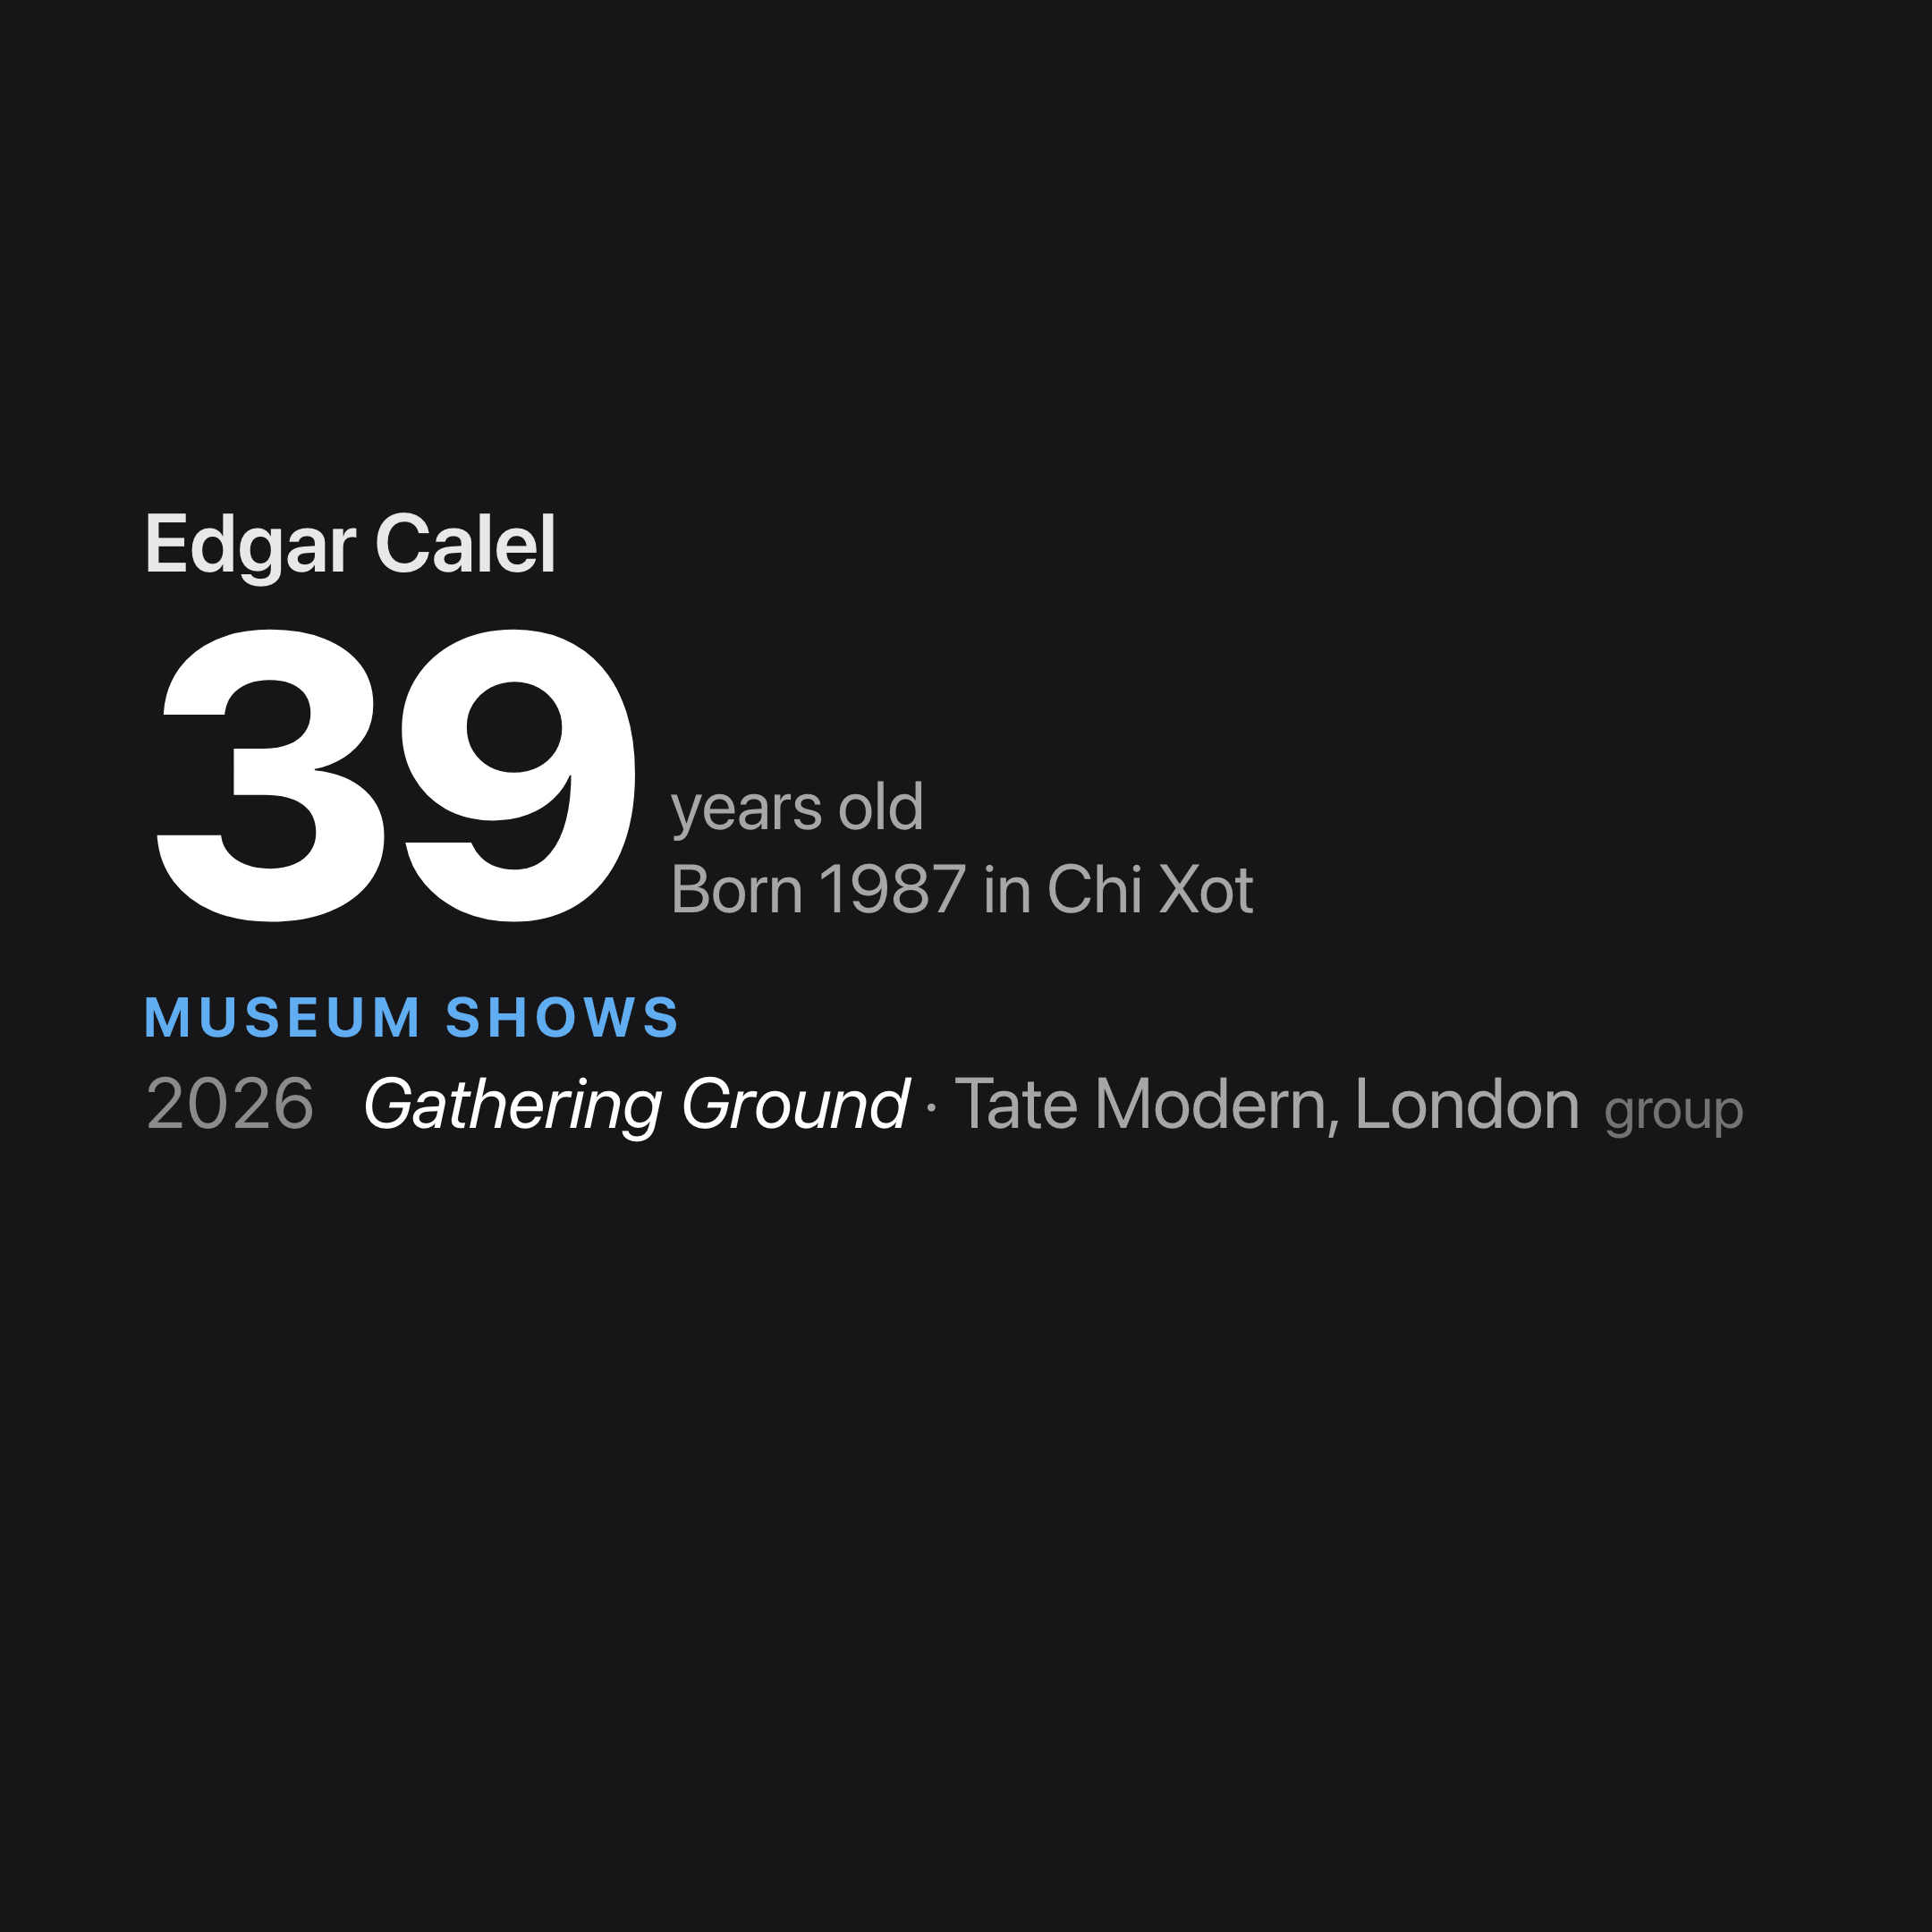 Edgar Calel
39 years old
Born 1987 in Chi Xot
MUSEUM SHOWS
2026 Gathering Ground · Tate Modern, London group